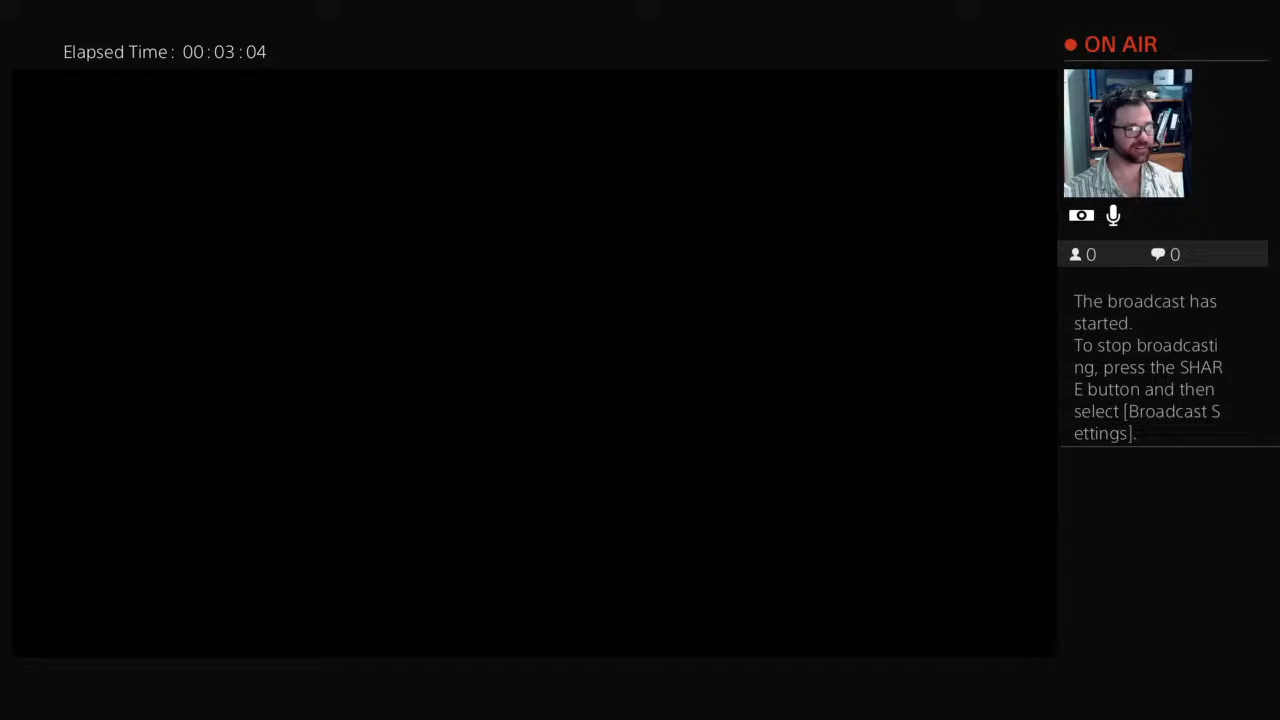 Elapsed Time: 00:03:04
ON AIR
0 0
The broadcast has
started.
To stop broadcasti
ng, press the SHAR
E button and then
select [Broadcast S
ettings].